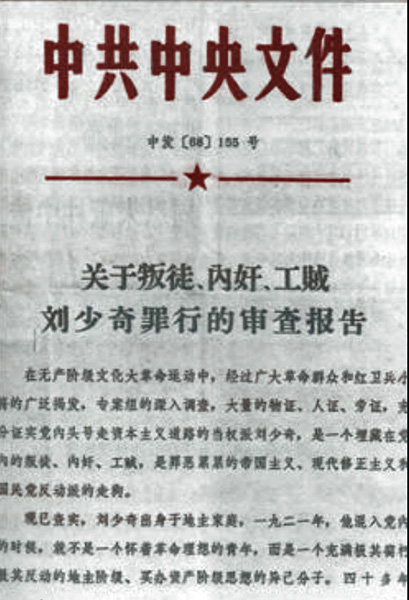 中共中央文件
中发〔68〕155 号
关于叛徒、内奸、工贼
刘少奇罪行的审查报告
在无产阶级文化大革命运动中，经过广大革命群众和红卫兵小
将的广泛揭发，专案组的深入调查，大量的物证、人证、旁证，充
分证实党内头号走资本主义道路的当权派刘少奇，是一个埋藏在党
内的叛徒、内奸、工贼，是罪恶累累的帝国主义、现代修正主义和
国民党反动派的走狗。
现已查实，刘少奇出身于地主家庭，一九二一年，他混入党内
的时候，就不是一个怀着革命理想的青年，而是一个充满极其腐朽
极其反动的地主阶级、买办资产阶级思想的异己分子。四十多年